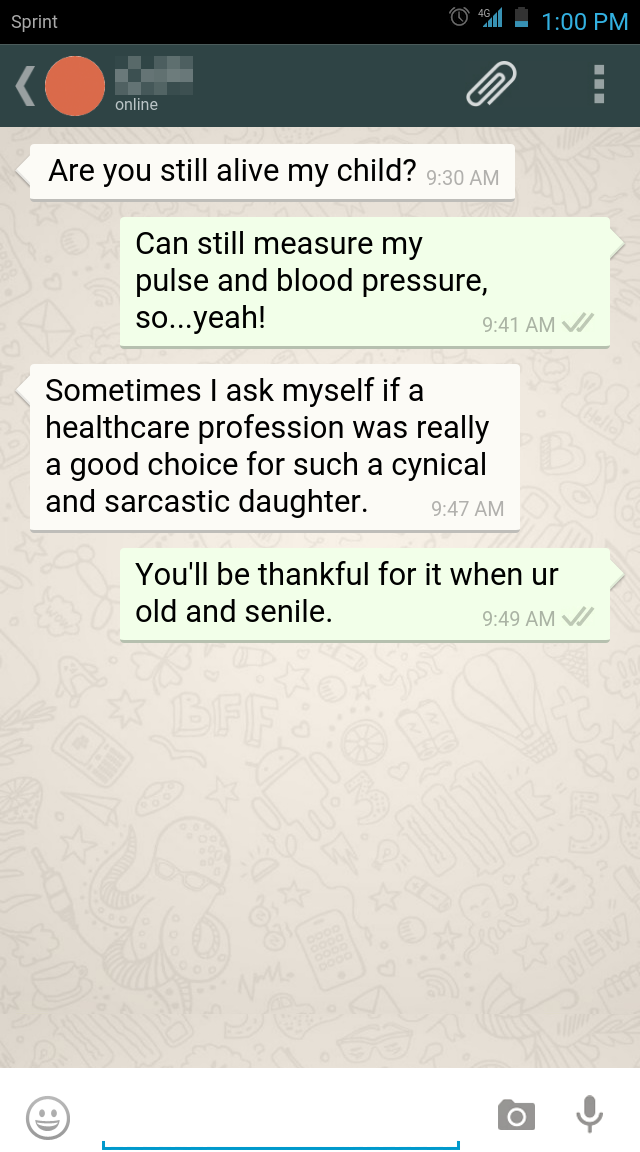 Sprint 4G 1:00 PM
online
Are you still alive my child? 9:30 AM
Can still measure my
pulse and blood pressure,
so...yeah! 9:41 AM
Sometimes I ask myself if a
healthcare profession was really
a good choice for such a cynical
and sarcastic daughter. 9:47 AM
You'll be thankful for it when ur
old and senile. 9:49 AM
BFF
NEW